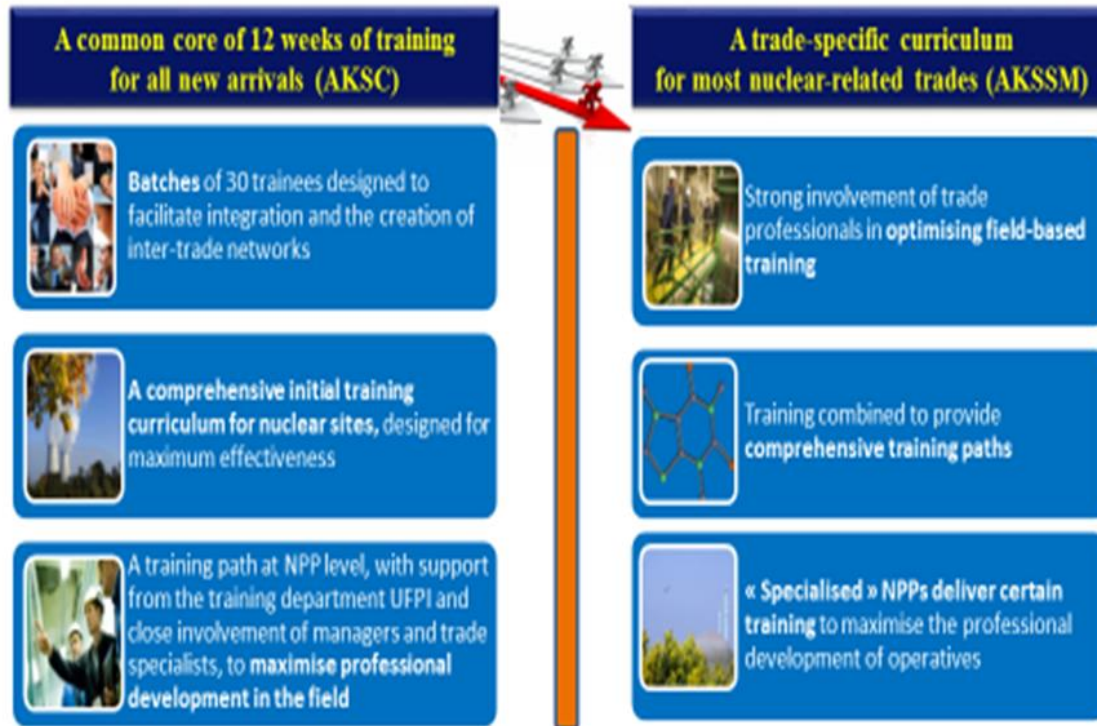 A common core of 12 weeks of training
for all new arrivals (AKSC)
Batches of 30 trainees designed to
facilitate integration and the creation of
inter-trade networks
A comprehensive initial training
curriculum for nuclear sites, designed for
maximum effectiveness
A training path at NPP level, with support
from the training department UFPI and
close involvement of managers and trade
specialists, to maximise professional
development in the field
A trade-specific curriculum
for most nuclear-related trades (AKSSM)
Strong involvement of trade
professionals in optimising field-based
training
Training combined to provide
comprehensive training paths
« Specialised » NPPs deliver certain
training to maximise the professional
development of operatives